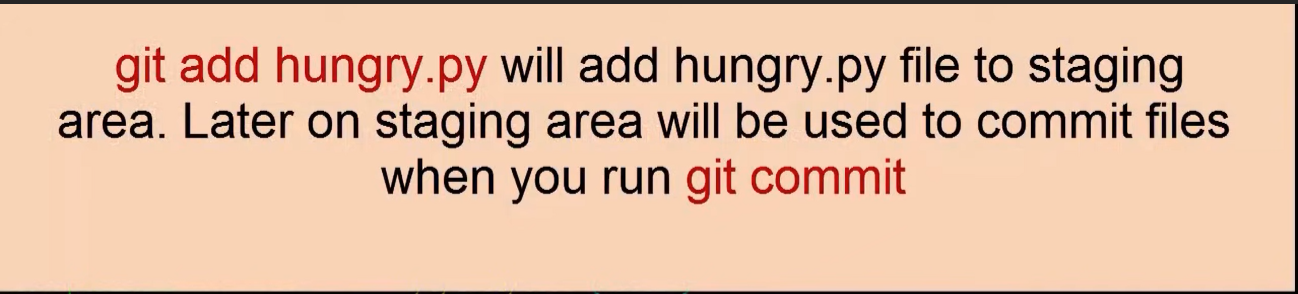 git add hungry.py will add hungry.py file to staging
area. Later on staging area will be used to commit files
when you run git commit